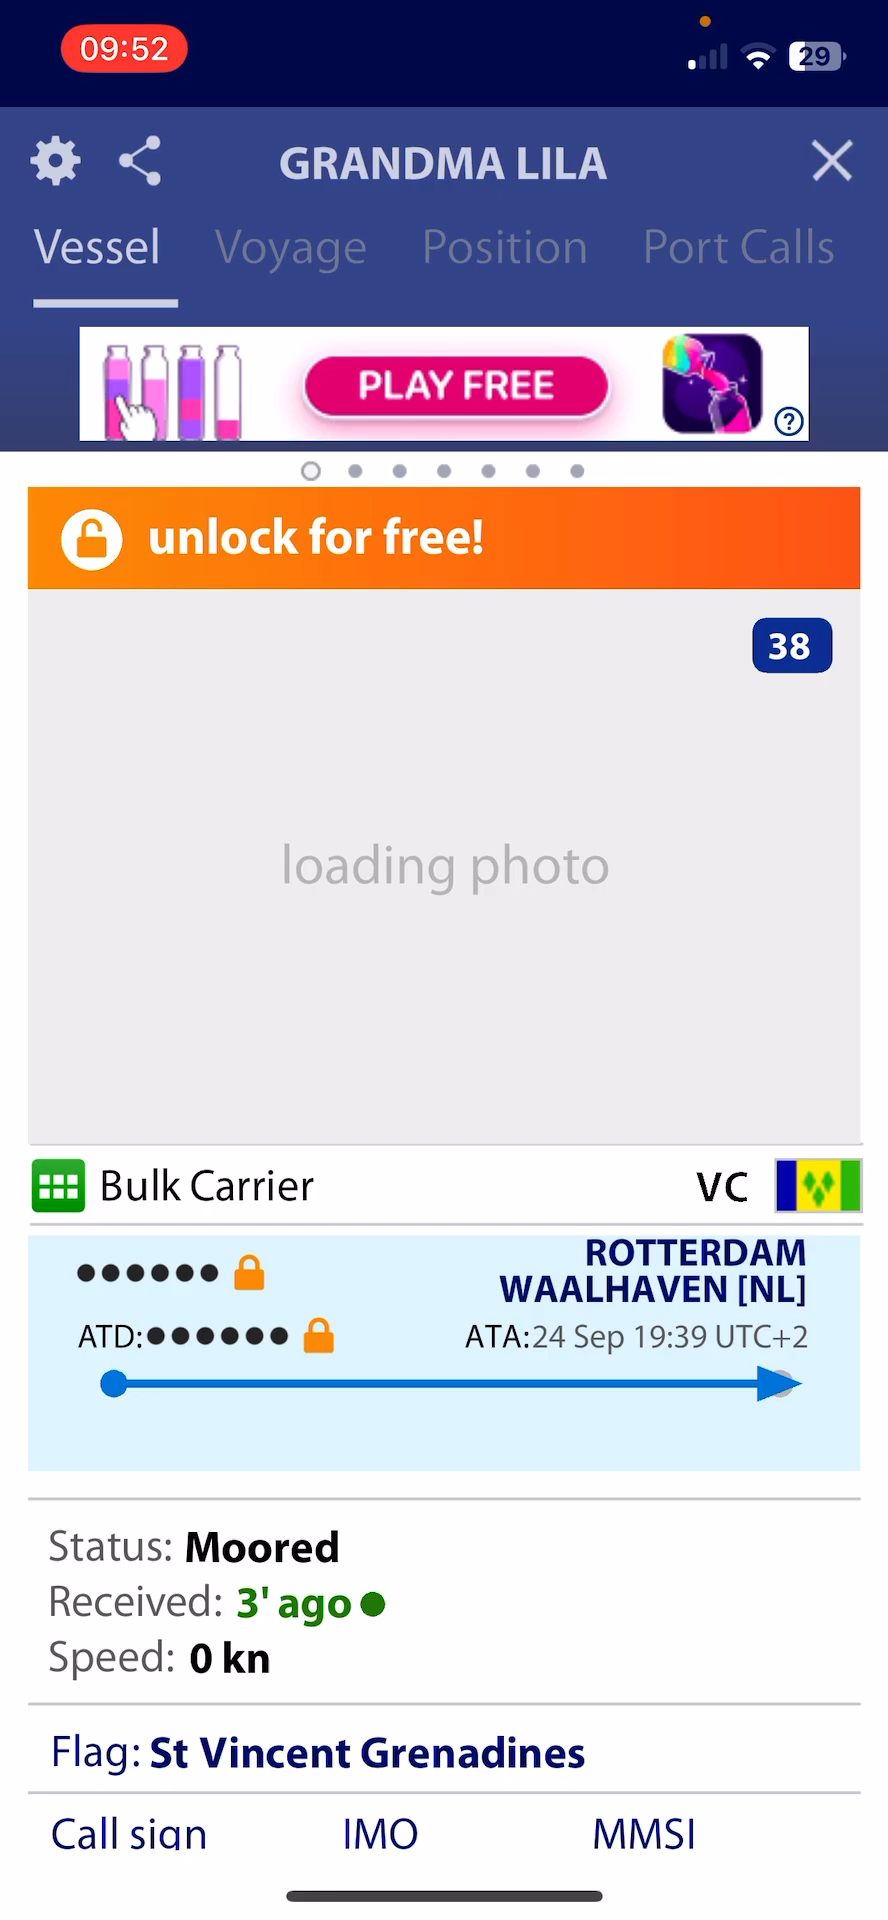 09:52
29
GRANDMA LILA
Vessel Voyage Position Port Calls
PLAY FREE
?
unlock for free!
38
loading photo
Bulk Carrier VC
ROTTERDAM
WAALHAVEN [NL]
ATD:●●●●●● ATA:24 Sep 19:39 UTC+2
Status: Moored
Received: 3' ago
Speed: 0 kn
Flag: St Vincent Grenadines
Call sign IMO MMSI